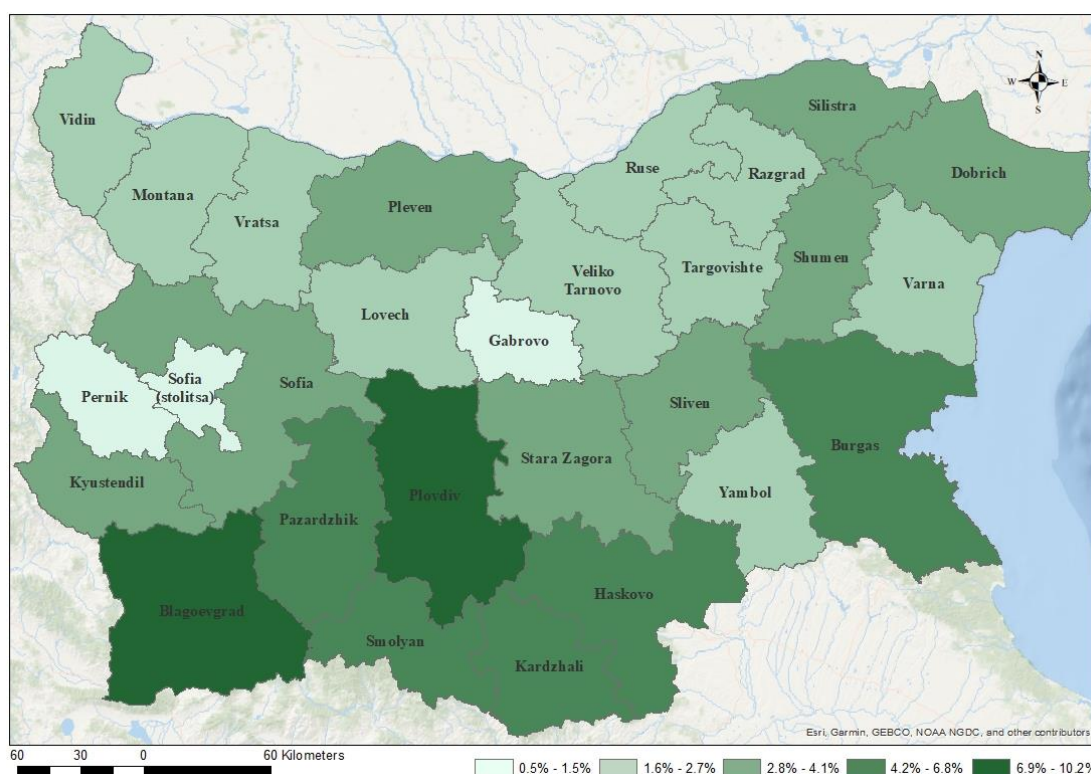 N
W E
S
Silistra
Vidin
Ruse
Razgrad
Dobrich
Montana
Pleven
Vratsa
Shumen
Targovishte
Veliko
Tarnovo
Varna
Lovech
Gabrovo
Sofia
(stolitsa)
Sofia
Pernik
Sliven
Burgas
Stara Zagora
Kyustendil
Plovdiv
Yambol
Pazardzhik
Haskovo
Blagoevgrad
Smolyan
Kardzhali
Esri, Garmin, GEBCO, NOAA NGDC, and other contributors
60 30 0 60 Kilometers
0.5% - 1.5% 1.6% - 2.7% 2.8% - 4.1% 4.2% - 6.8% 6.9% - 10.2%